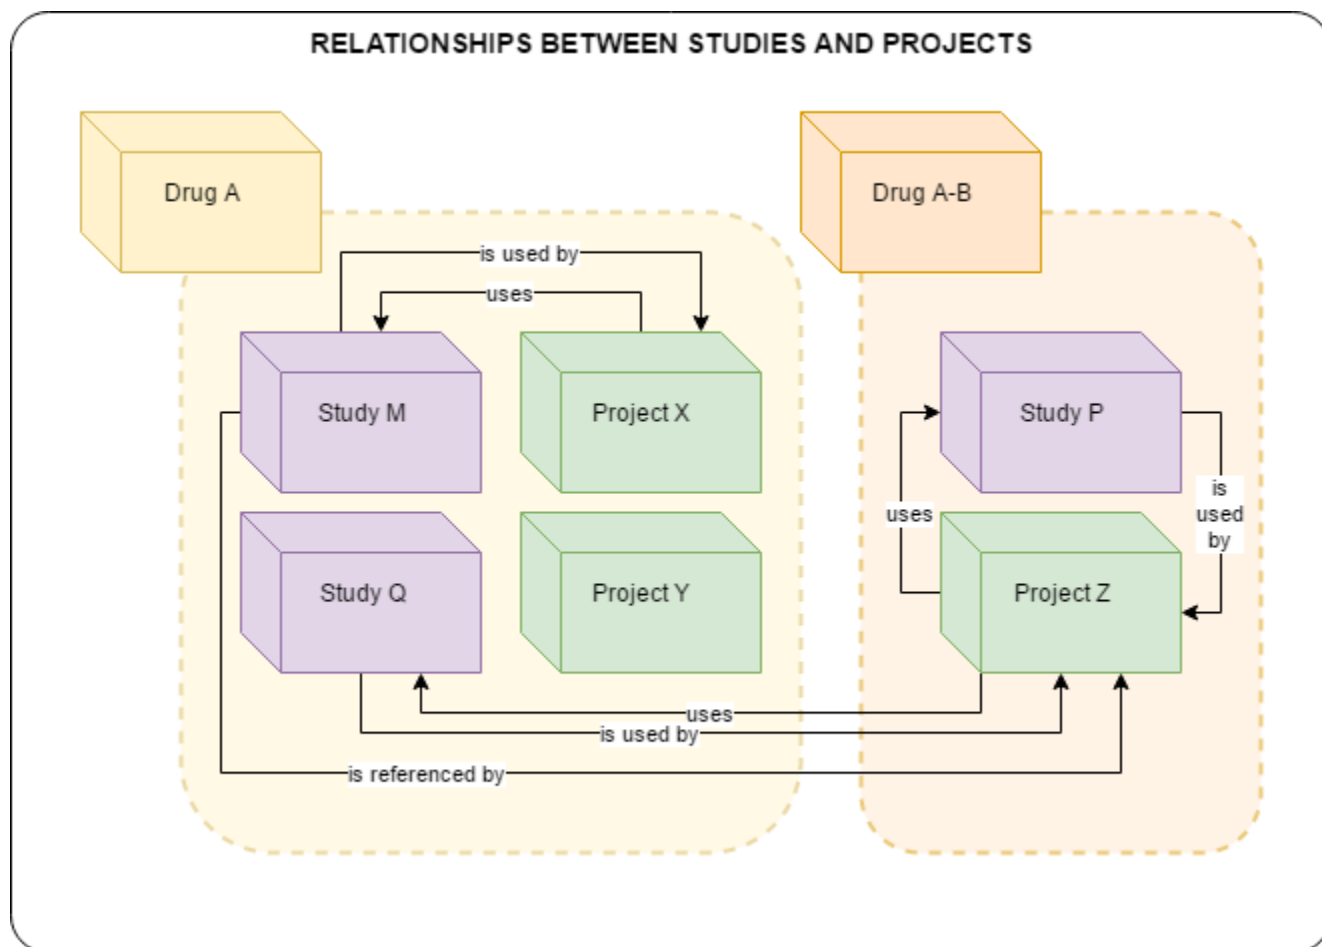 RELATIONSHIPS BETWEEN STUDIES AND PROJECTS
Drug A
Drug A-B
is used by
uses
Study M
Project X
Study P
uses
is
used
by
Study Q
Project Y
Project Z
uses
is used by
is referenced by